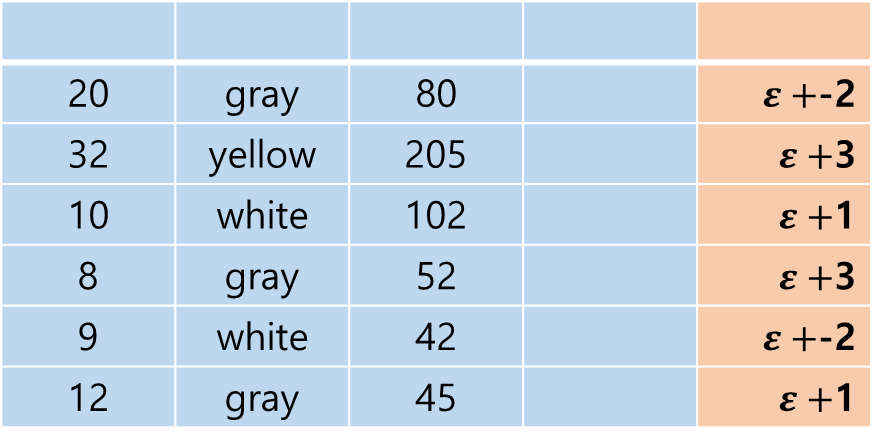 20 gray 80 ε +-2
32 yellow 205 ε +3
10 white 102 ε +1
8 gray 52 ε +3
9 white 42 ε +-2
12 gray 45 ε +1